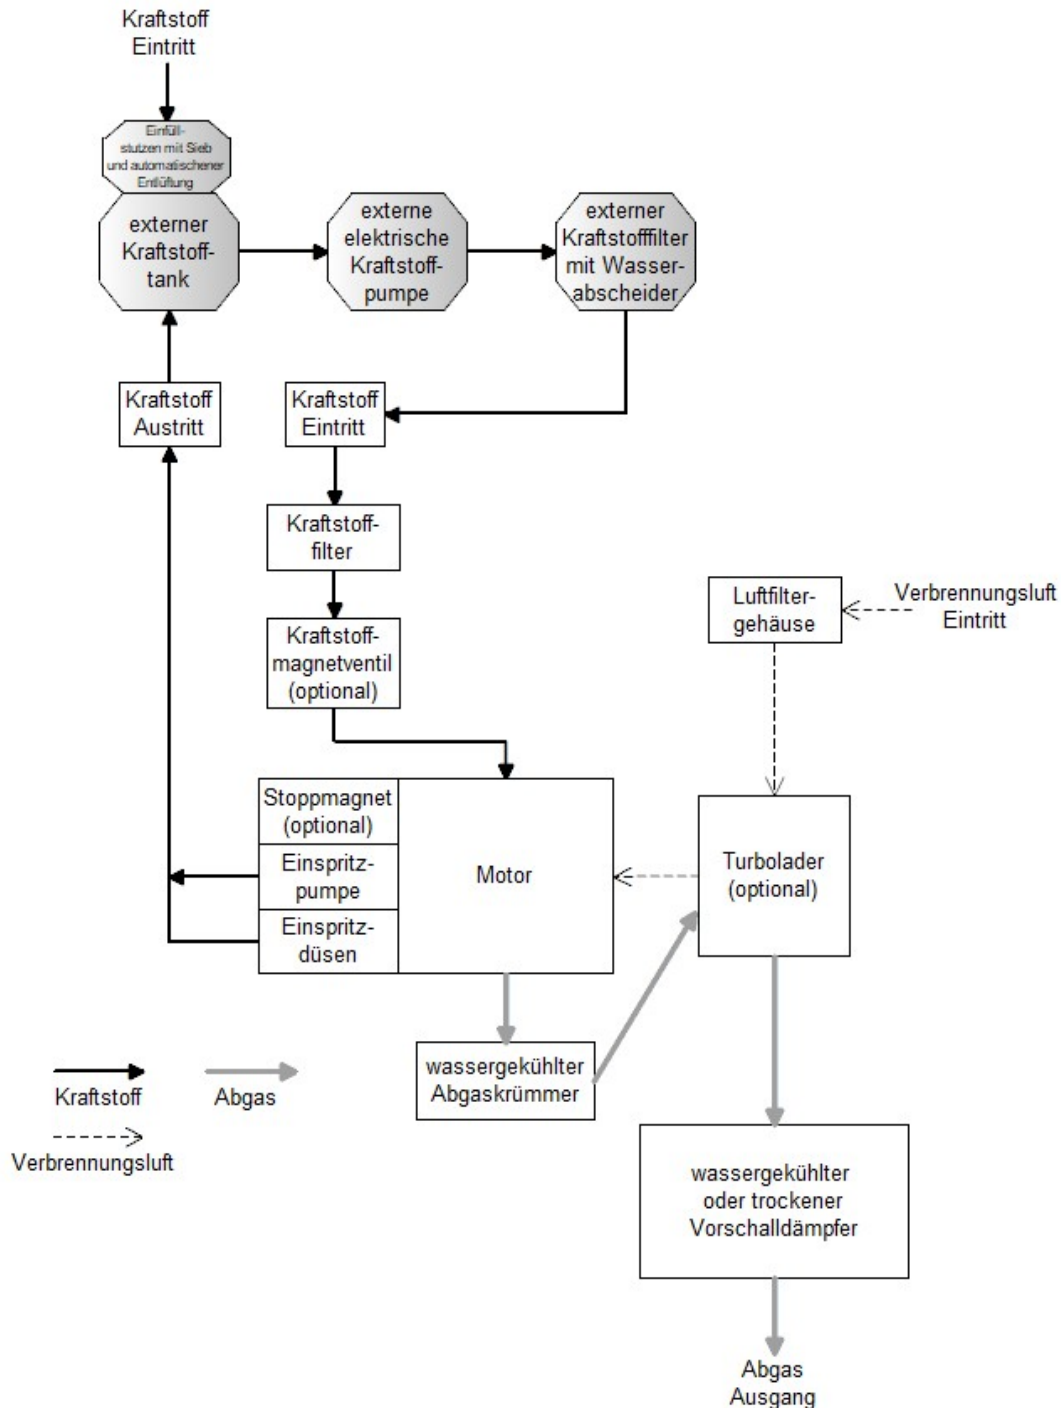 Kraftstoff
Eintritt
Einfüll-
stutzen mit Sieb
und automatischener
Entlüftung
externer
Kraftstoff-
tank
externe
elektrische
Kraftstoff-
pumpe
externer
Kraftstofffilter
mit Wasser-
abscheider
Kraftstoff
Austritt
Kraftstoff
Eintritt
Kraftstoff-
filter
Kraftstoff-
magnetventil
(optional)
Luftfilter-
gehäuse
Verbrennungsluft
Eintritt
Stoppmagnet
(optional)
Einspritz-
pumpe
Einspritz-
düsen
Motor
Turbolader
(optional)
wassergekühlter
Abgaskrümmer
Kraftstoff
Abgas
Verbrennungsluft
wassergekühlter
oder trockener
Vorschalldämpfer
Abgas
Ausgang